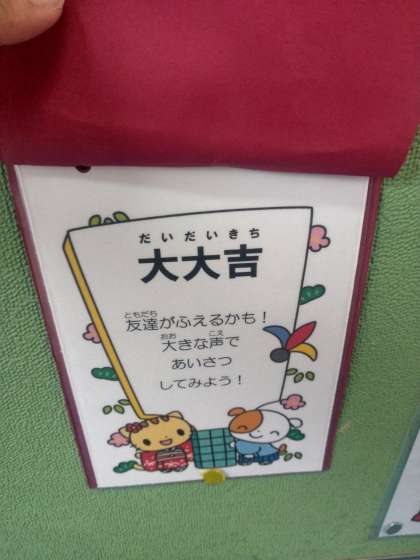 だいだいきち
大大吉
ともだち
友達がふえるかも！
おお こえ
大きな声で
あいさつ
してみよう！